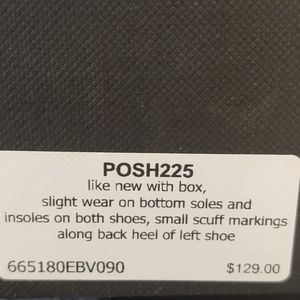 POSH225
like new with box,
slight wear on bottom soles and
insoles on both shoes, small scuff markings
along back heel of left shoe
665180EBV090 $129.00